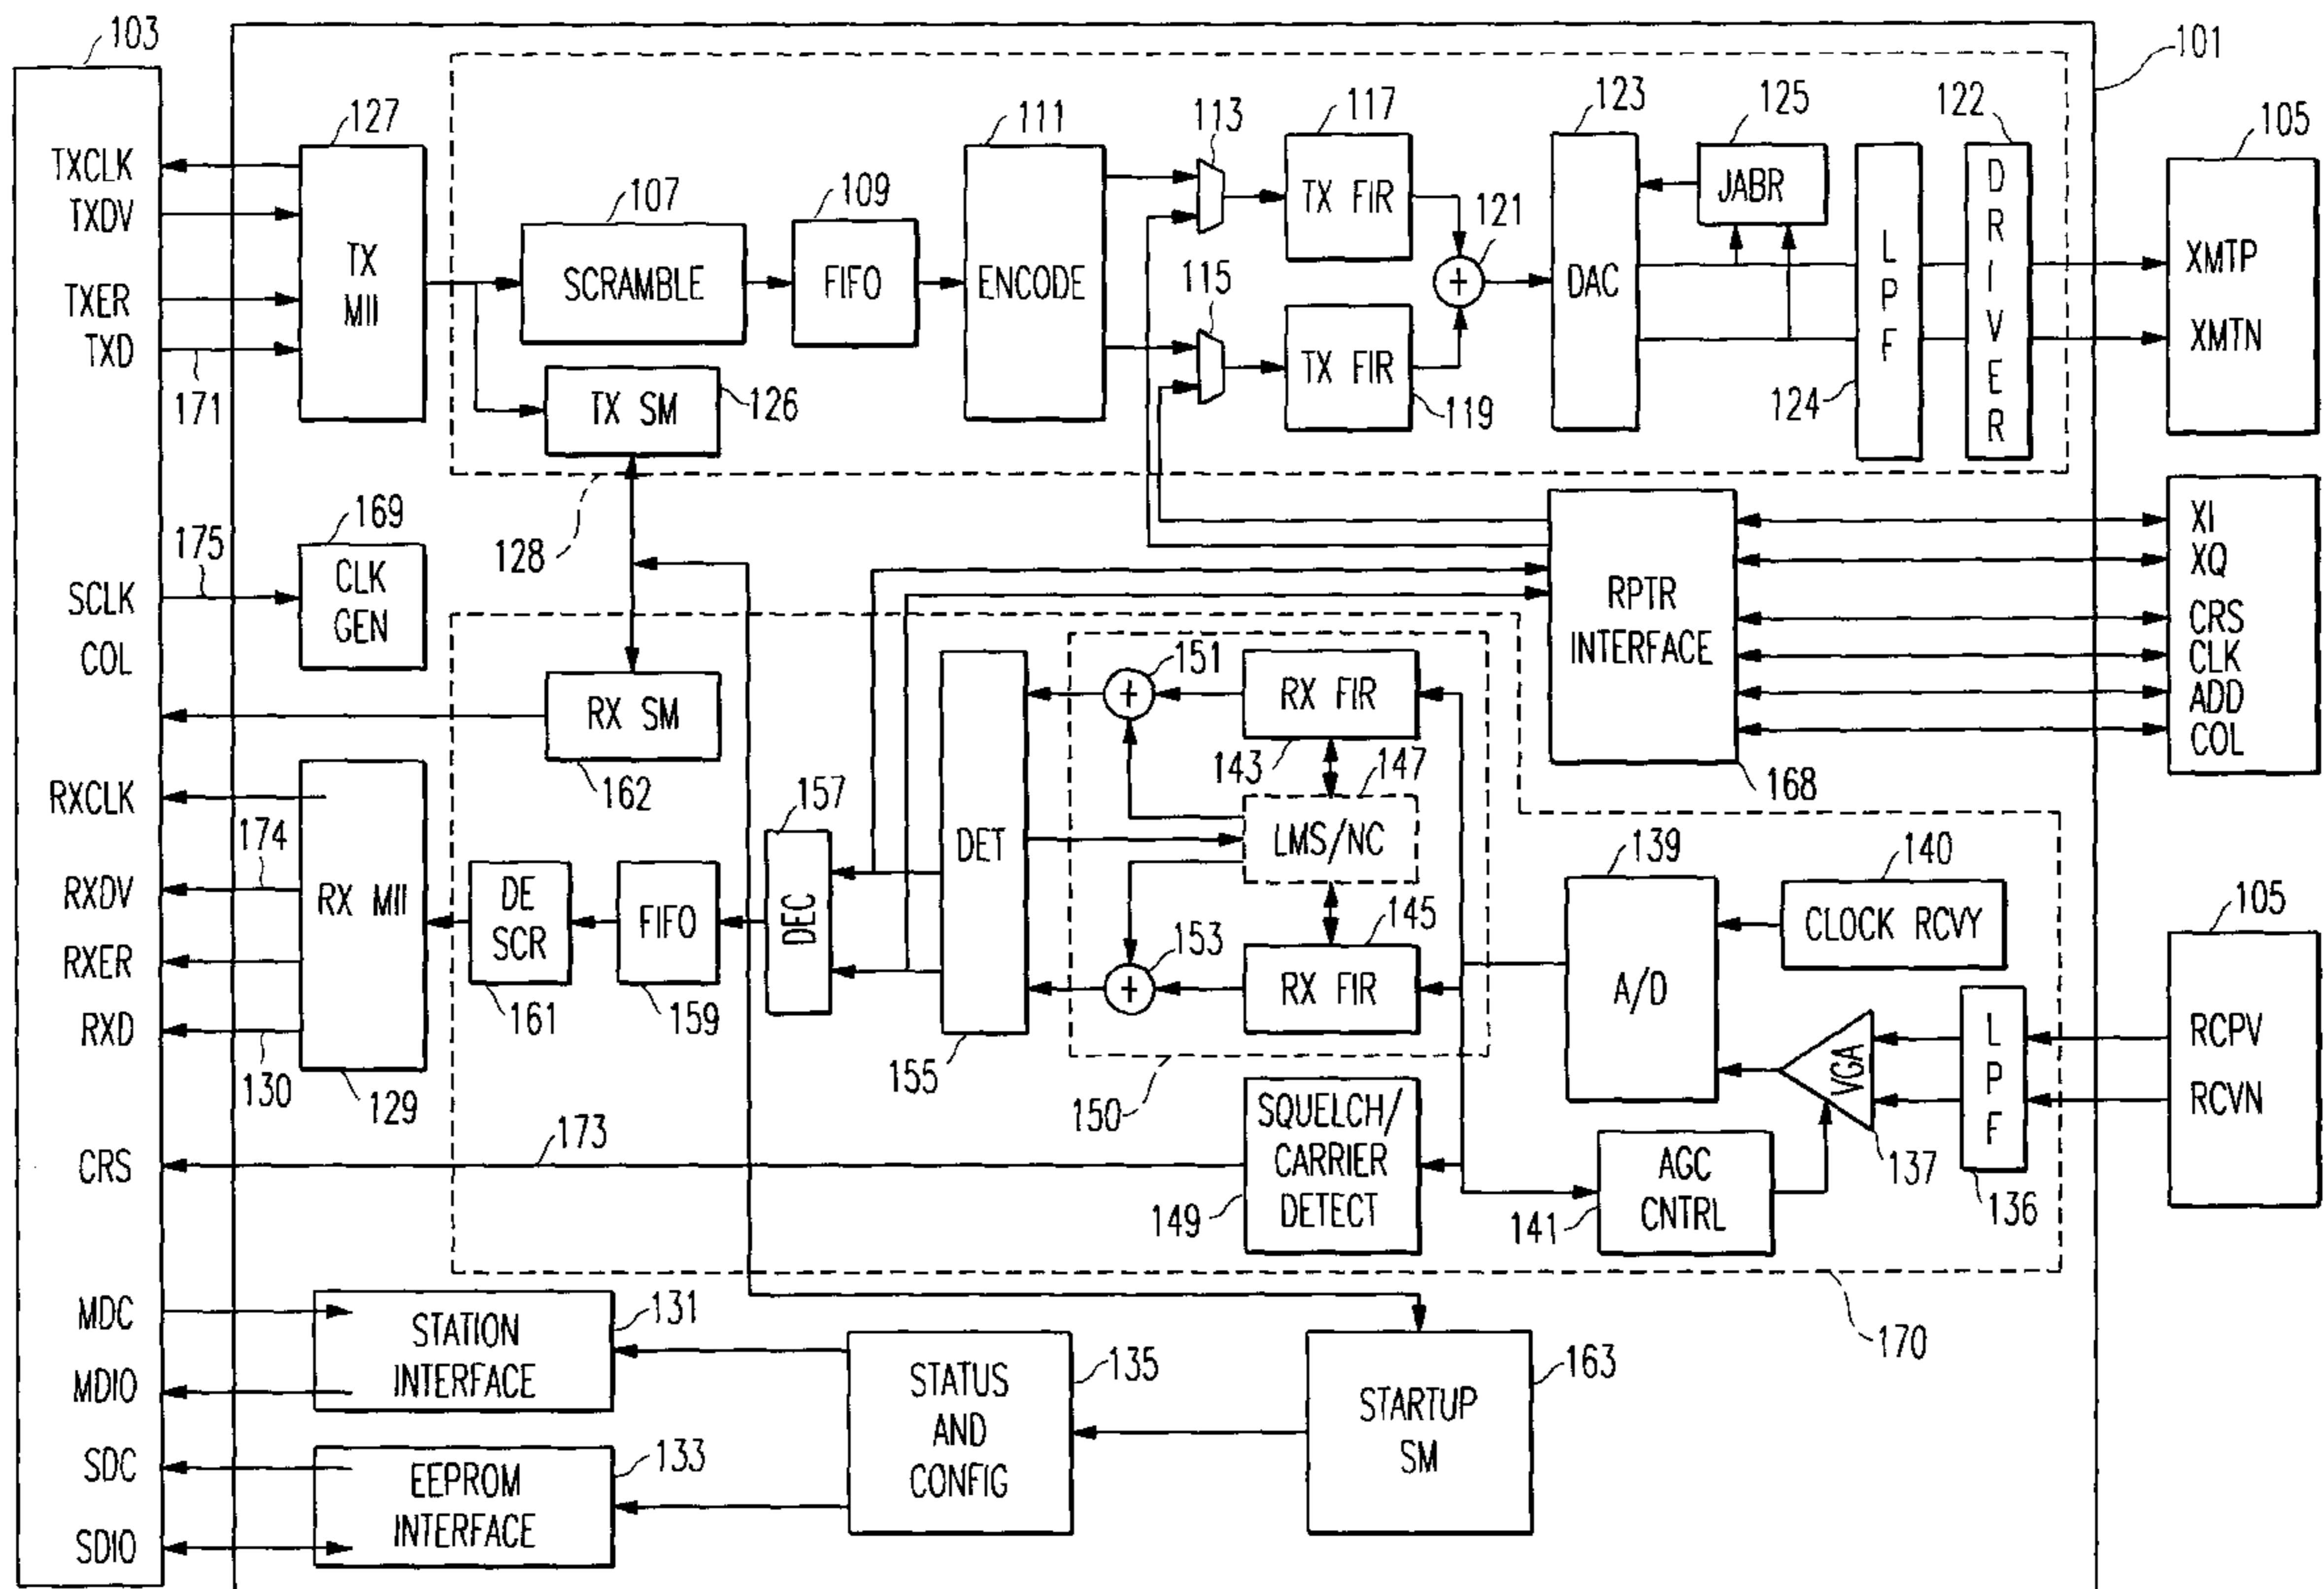 103
101
127
111
113
117
123
125
122
105
TXCLK
TXDV
TXER
TXD
171
TX
MII
107
SCRAMBLE
109
FIFO
ENCODE
115
TX FIR
TX FIR
119
121
+
DAC
JABR
LPF
124
DRIVER
XMTP
XMTN
TX SM
126
128
175
169
CLK
GEN
SCLK
COL
RPTR
INTERFACE
168
XI
XQ
CRS
CLK
ADD
COL
RX SM
162
151
+
RX FIR
143
147
LMS/NC
145
153
+
RX FIR
150
DET
155
157
DEC
FIFO
159
DE
SCR
161
RX MII
129
RXCLK
174
RXDV
RXER
RXD
130
139
A/D
140
CLOCK RCVY
105
RCPV
RCVN
VGA
137
LPF
136
CRS
173
SQUELCH/
CARRIER
DETECT
149
AGC
CNTRL
141
170
MDC
MDIO
STATION
INTERFACE
131
SDC
SDIO
EEPROM
INTERFACE
133
STATUS
AND
CONFIG
135
STARTUP
SM
163